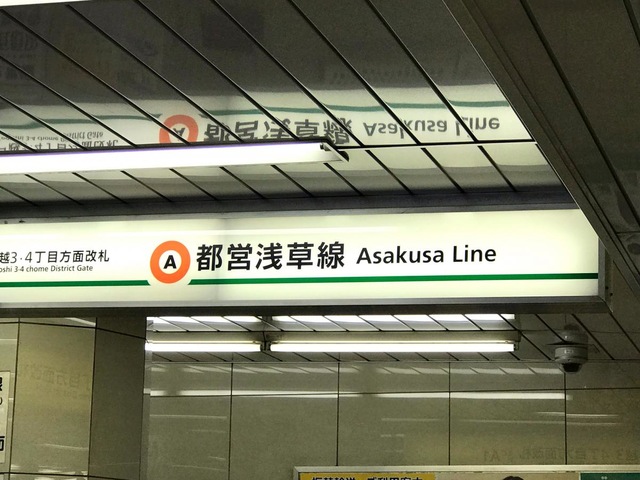 越3・4丁目方面改札
oshi 3·4 chome District Gate
A 都営浅草線 Asakusa Line